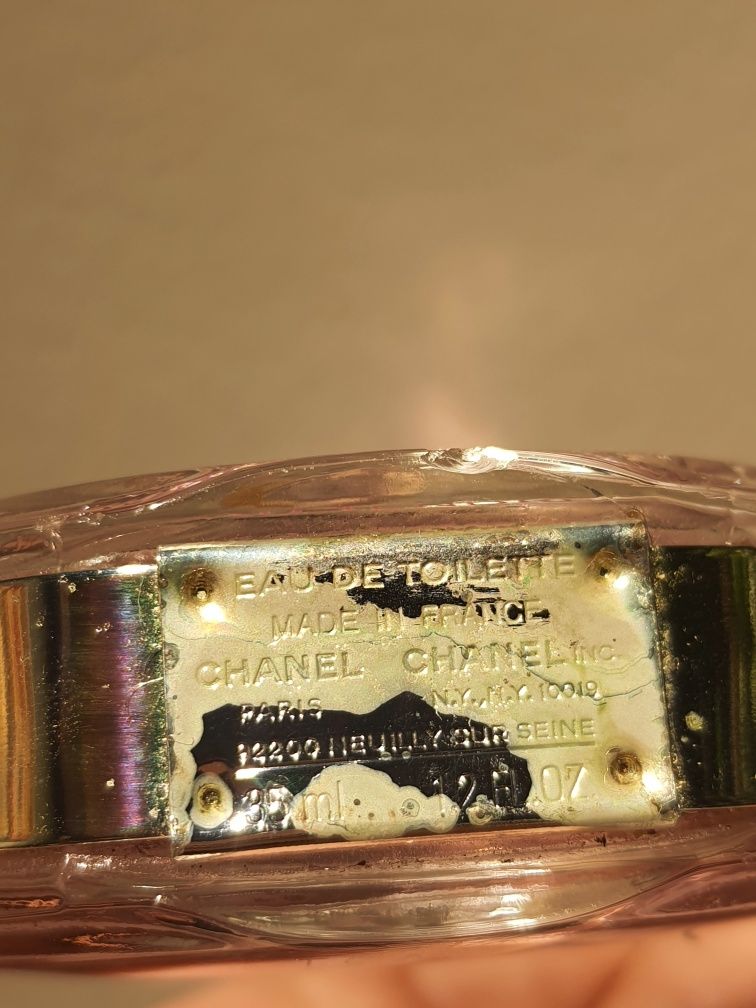 EAU DE TOILETTE
MADE IN FRANCE
CHANEL CHANEL INC.
PARIS N.Y., N.Y. 10019
92200 NEUILLY SUR SEINE
35 ml 1.2 FL. OZ